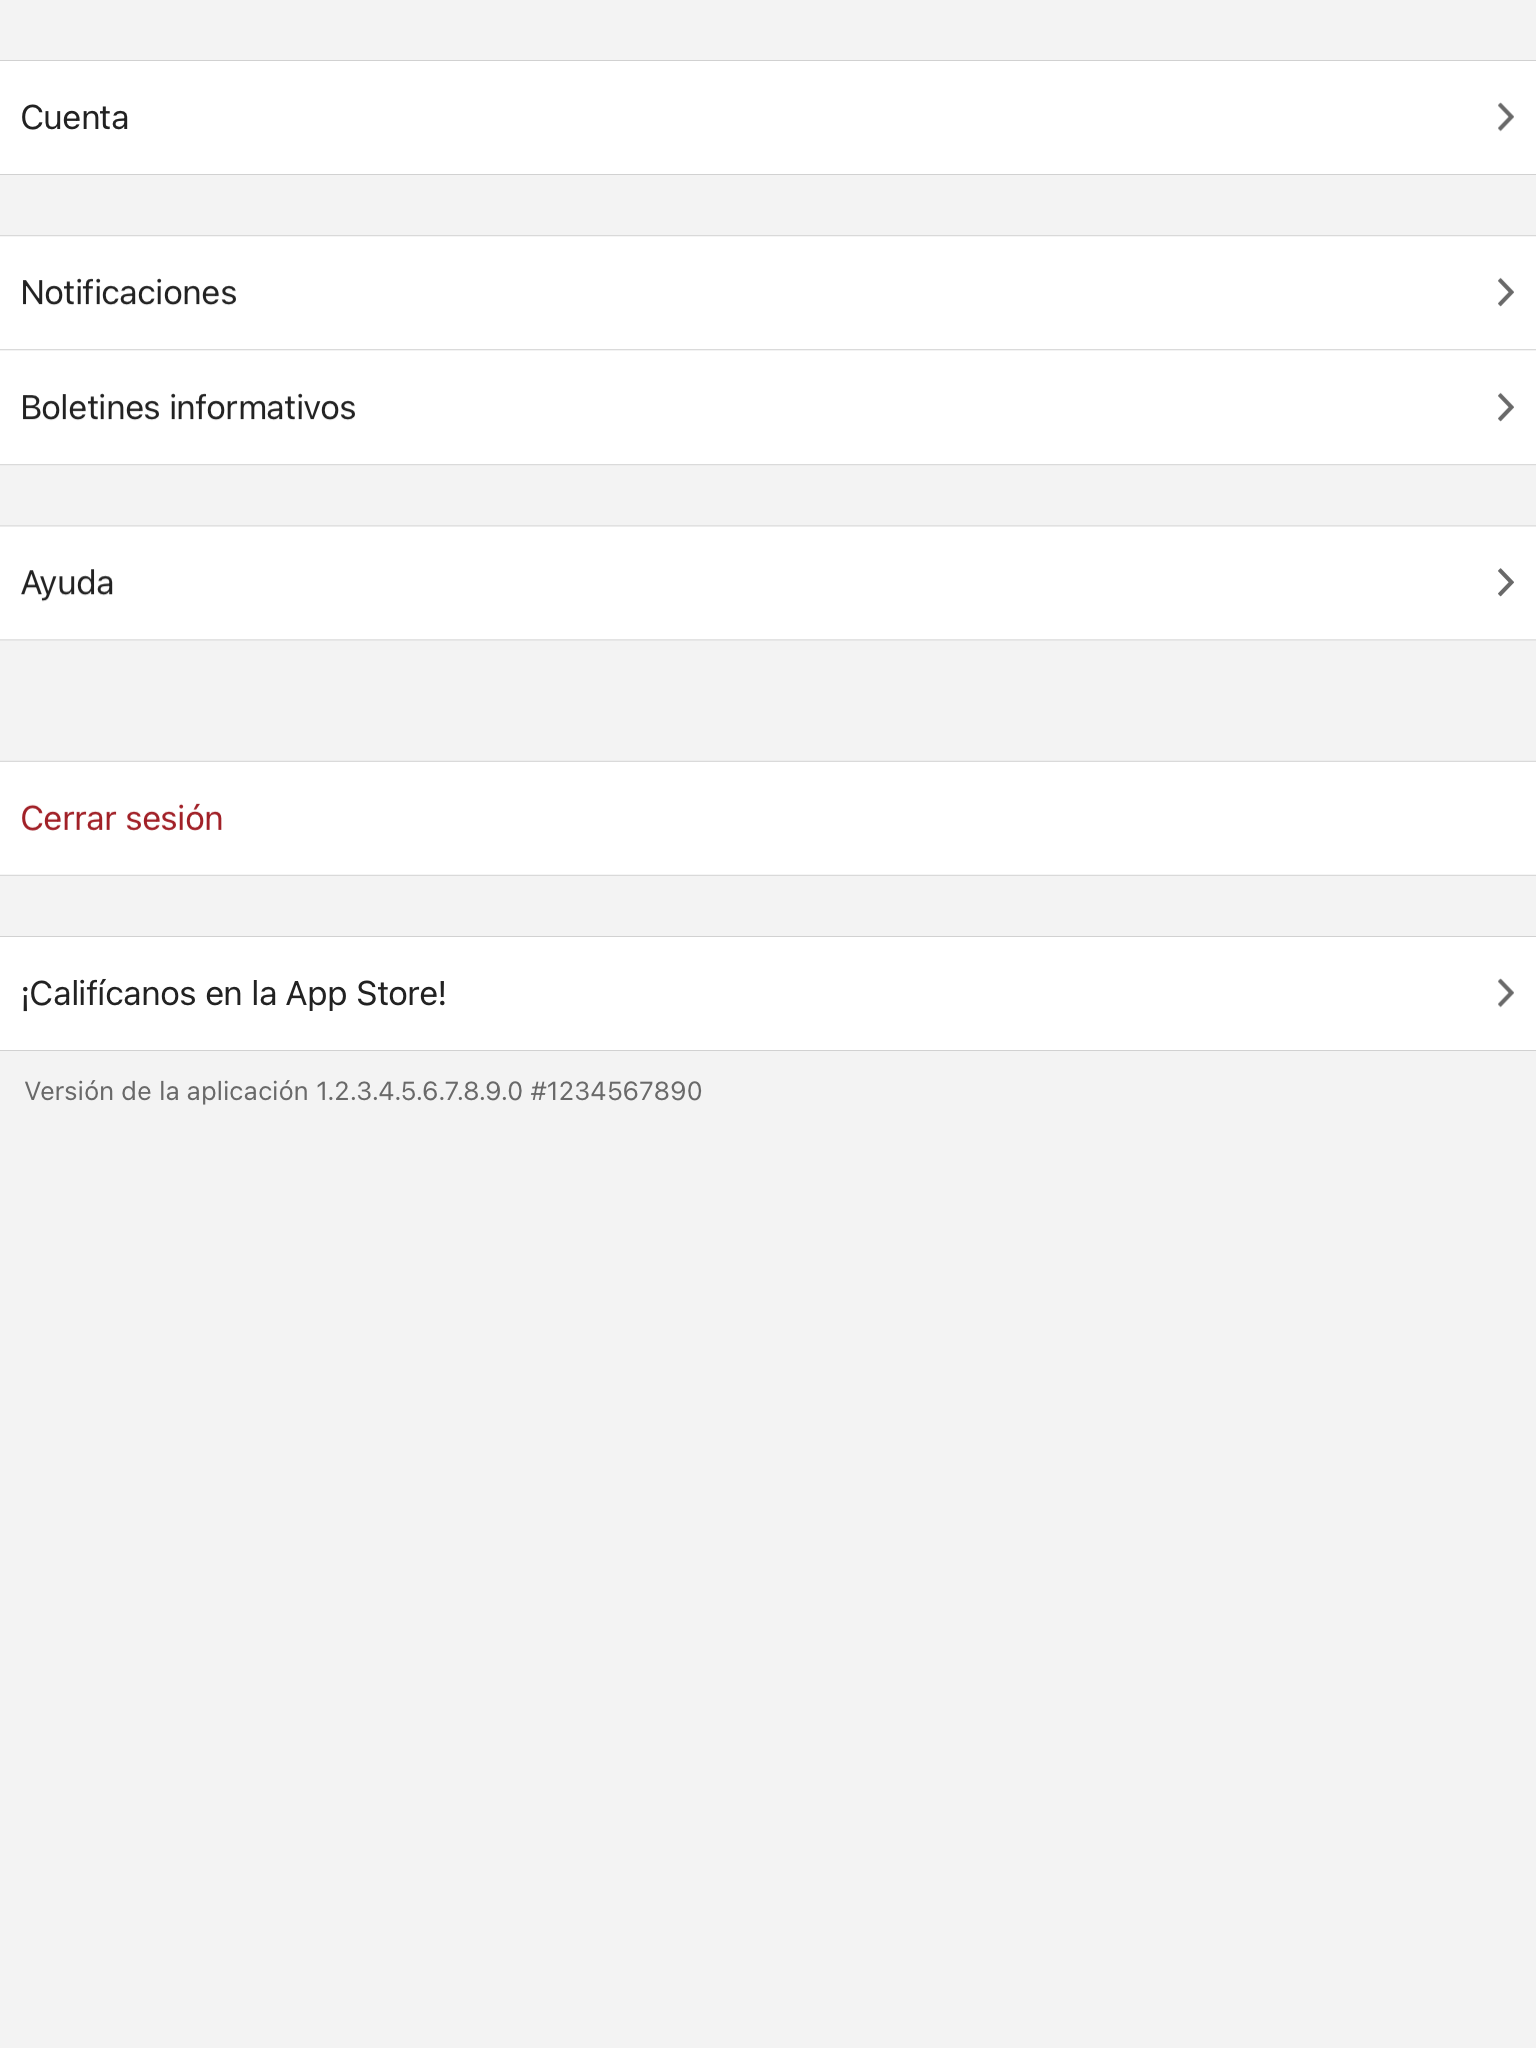 Cuenta
Notificaciones
Boletines informativos
Ayuda
Cerrar sesión
¡Califícanos en la App Store!
Versión de la aplicación 1.2.3.4.5.6.7.8.9.0 #1234567890